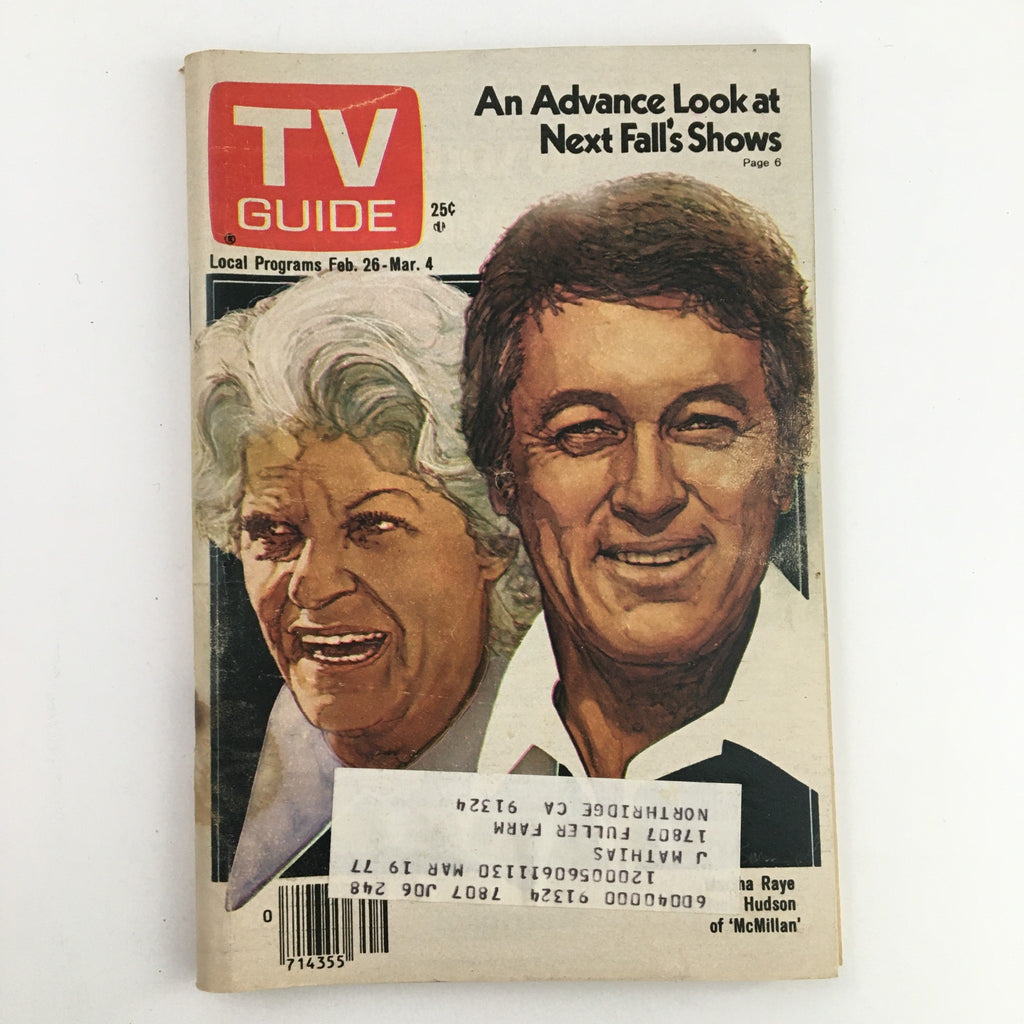 TV
GUIDE
25¢
Local Programs Feb. 26-Mar. 4
An Advance Look at
Next Fall's Shows
Page 6
6D040000 91324 7807 J06 248
1200056061130 MAR 19 77
J MATHIAS
17807 FULLER FARM
NORTHRIDGE CA 91324
Raye
Hudson
of 'McMillan'
0
714355